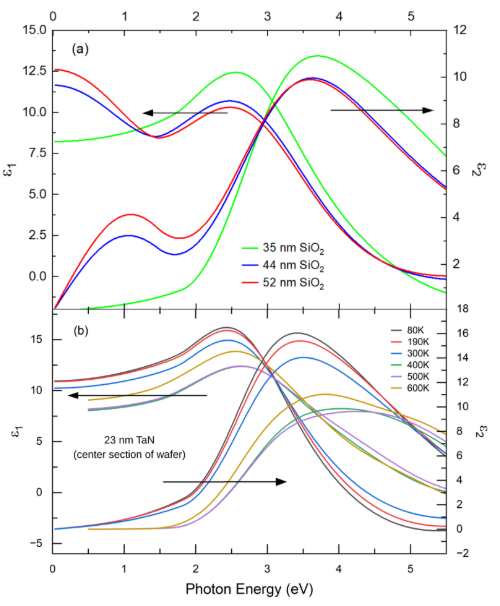 0 1 2 3 4 5
(a)
15.0
12.5
10.0
7.5
5.0
2.5
0.0
ε1
12
10
8
6
4
2
18
ε2
35 nm SiO2
44 nm SiO2
52 nm SiO2
(b)
15
10
5
0
−5
ε1
16
14
12
10
8
6
4
2
0
−2
ε2
80K
190K
300K
400K
500K
600K
23 nm TaN
(center section of wafer)
0 1 2 3 4 5
Photon Energy (eV)